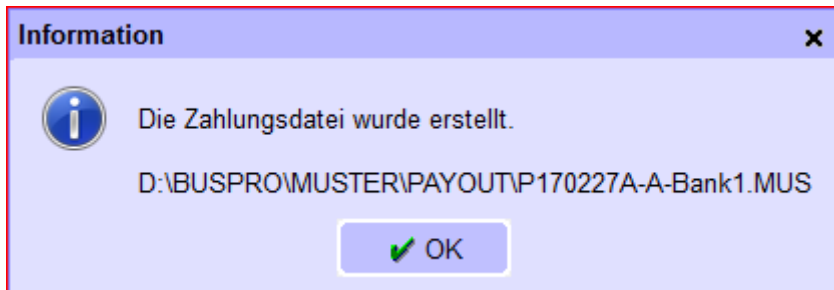 Information
Die Zahlungsdatei wurde erstellt.
D:\BUSPRO\MUSTER\PAYOUT\P170227A-A-Bank1.MUS
OK